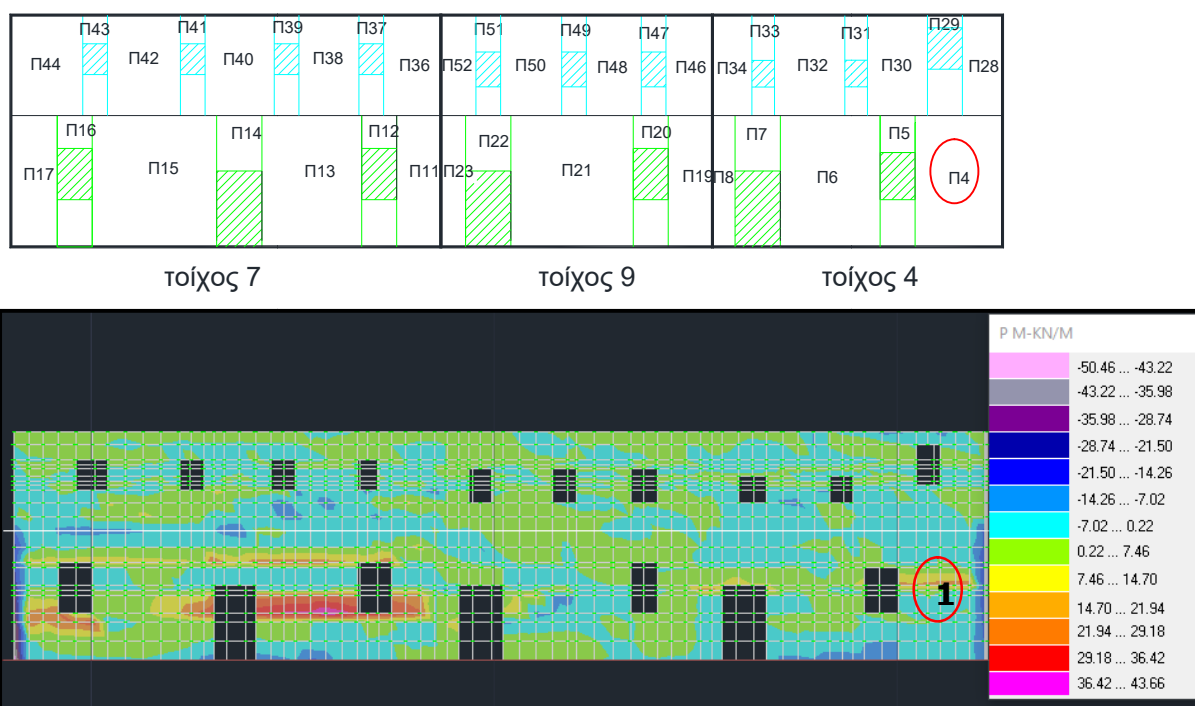 Π43 Π41 Π39 Π37 Π51 Π49 Π47 Π33 Π31 Π29
Π44 Π42 Π40 Π38 Π36 Π52 Π50 Π48 Π46 Π34 Π32 Π30 Π28
Π16 Π14 Π12 Π22 Π20 Π7 Π5
Π17 Π15 Π13 Π11 Π23 Π21 Π19 Π8 Π6 Π4
τοίχος 7 τοίχος 9 τοίχος 4
P M-KN/M
-50.46 ... -43.22
-43.22 ... -35.98
-35.98 ... -28.74
-28.74 ... -21.50
-21.50 ... -14.26
-14.26 ... -7.02
-7.02 ... 0.22
0.22 ... 7.46
7.46 ... 14.70
14.70 ... 21.94
21.94 ... 29.18
29.18 ... 36.42
36.42 ... 43.66
1